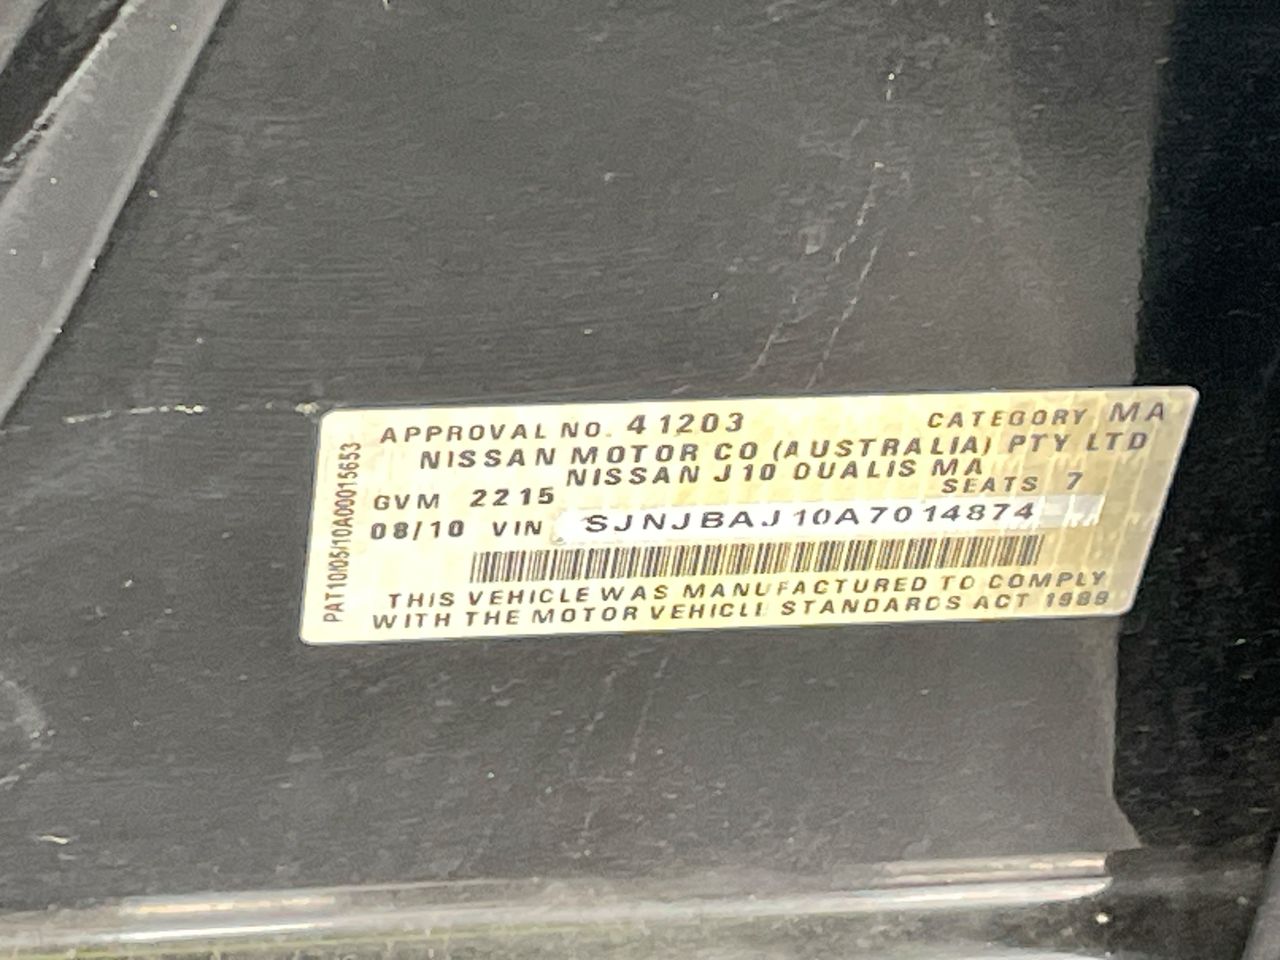 APPROVAL NO. 41203 CATEGORY MA
NISSAN MOTOR CO (AUSTRALIA) PTY LTD
NISSAN J10 DUALIS MA
GVM 2215 SEATS 7
08/10 VIN SJNJBAJ10A7014874
THIS VEHICLE WAS MANUFACTURED TO COMPLY
WITH THE MOTOR VEHICLE STANDARDS ACT 1989
PAT10/05/10A00015653